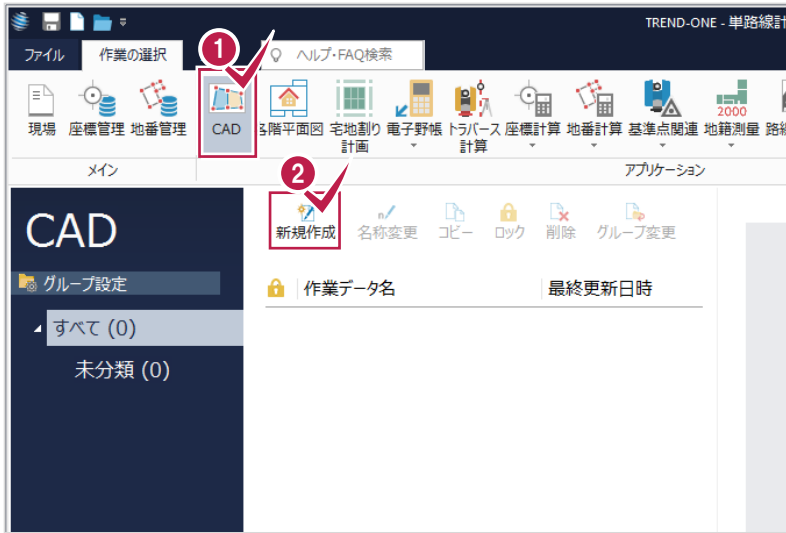 TREND-ONE - 単路線計
ファイル 作業の選択 ヘルプ・FAQ検索
1
現場 座標管理 地番管理 CAD 各階平面図 宅地割り計画 電子野帳 トラバース計算 座標計算 地番計算 基準点関連 2000 地籍測量 路線
メイン アプリケーション
2
CAD
新規作成 名称変更 コピー ロック 削除 グループ変更
グループ設定
作業データ名 最終更新日時
すべて (0)
未分類 (0)